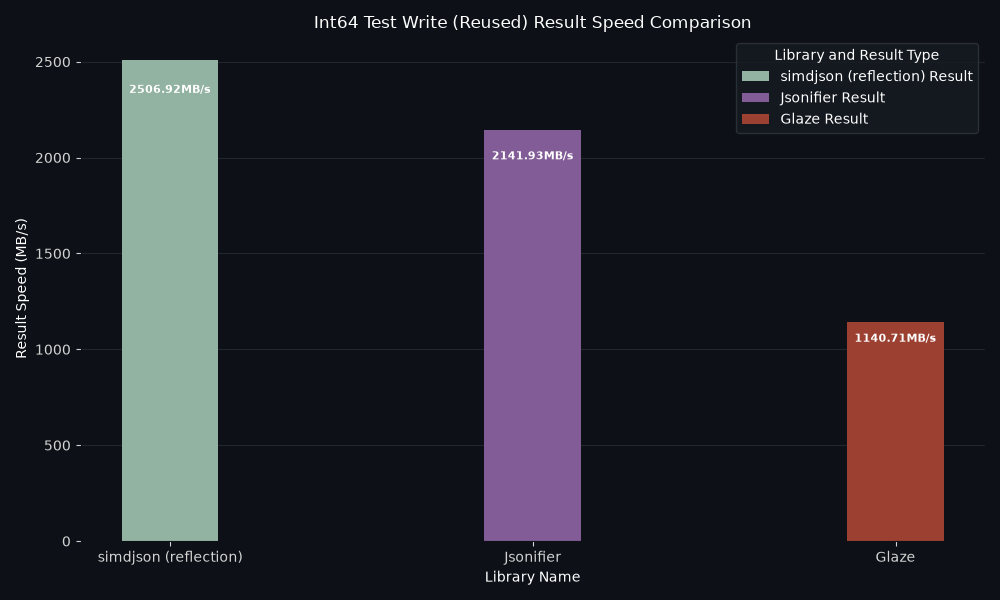 Int64 Test Write (Reused) Result Speed Comparison
Library and Result Type
simdjson (reflection) Result
Jsonifier Result
Glaze Result
2506.92MB/s
2141.93MB/s
1140.71MB/s
Result Speed (MB/s)
2500
2000
1500
1000
500
0
simdjson (reflection)
Jsonifier
Glaze
Library Name